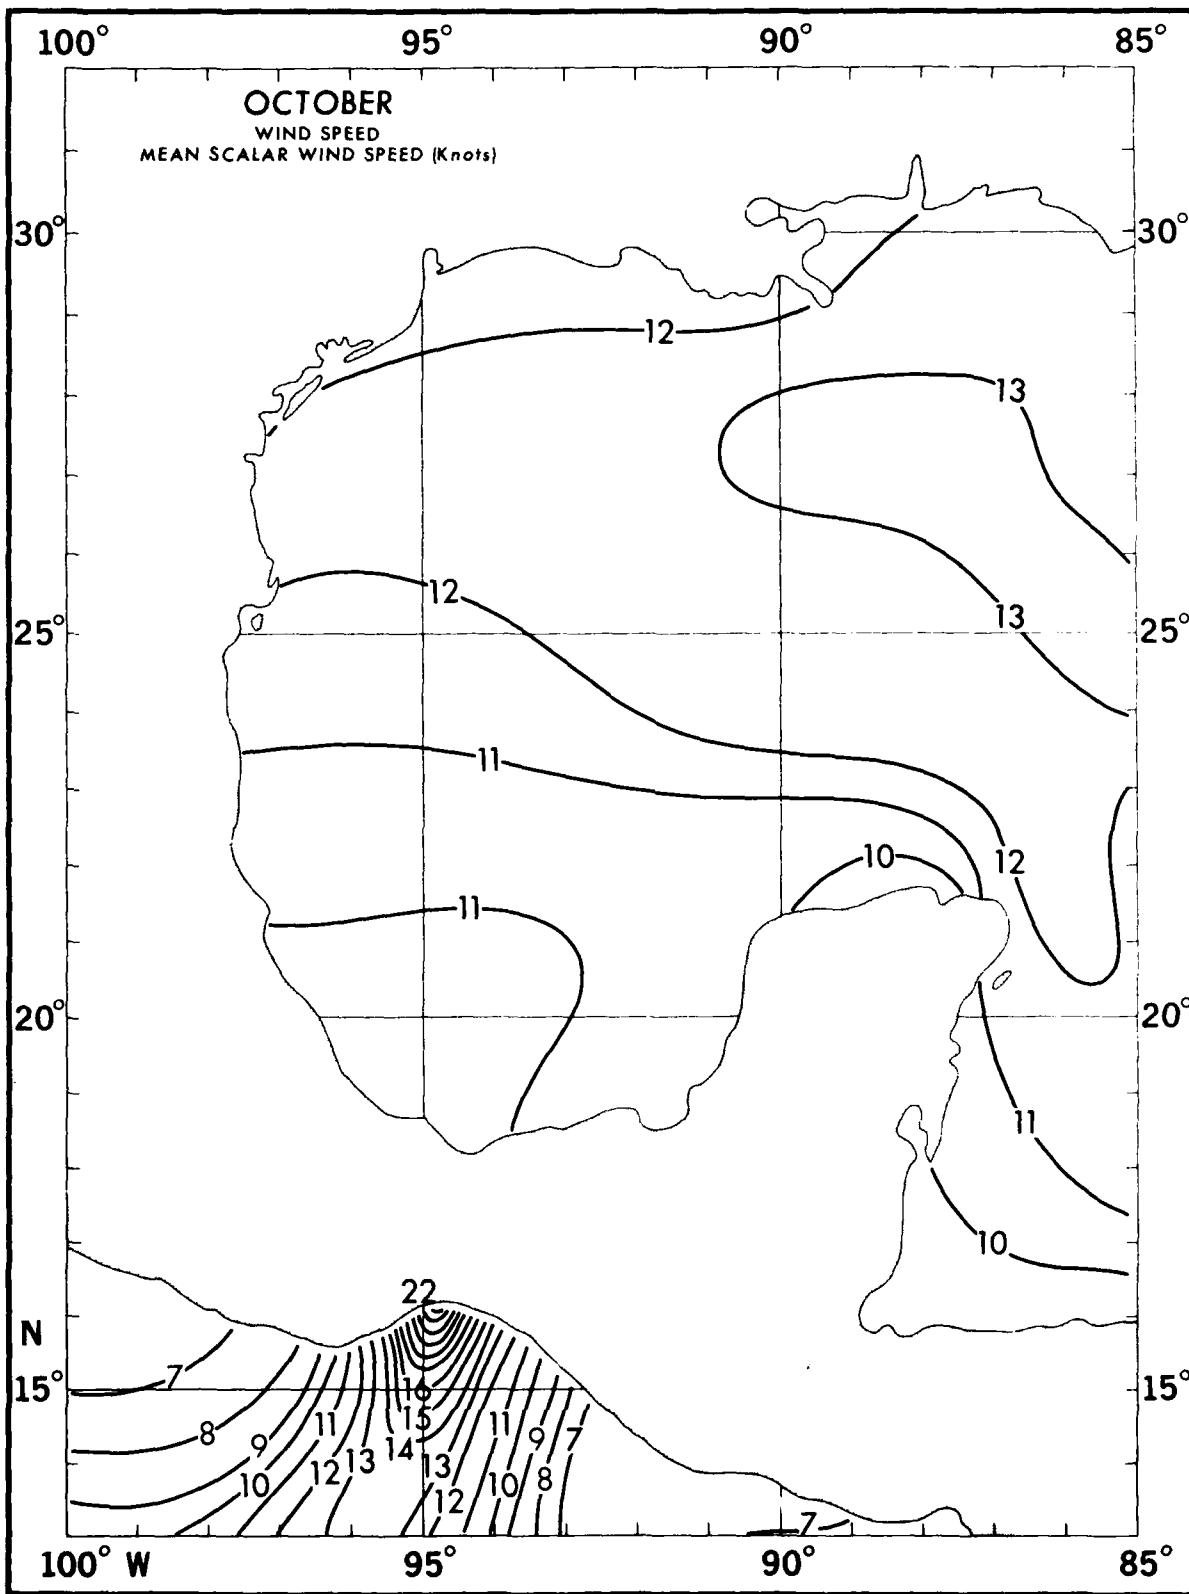 100° 95° 90° 85°
OCTOBER
WIND SPEED
MEAN SCALAR WIND SPEED (Knots)
30° 30°
12
13
12
13
25° 25°
11
10
12
11
20° 20°
11
10
22
N
7
15° 16 15°
8 11 15 11 9 7
9 14
10 12 13 13 10 8
12
7
100° W 95° 90° 85°